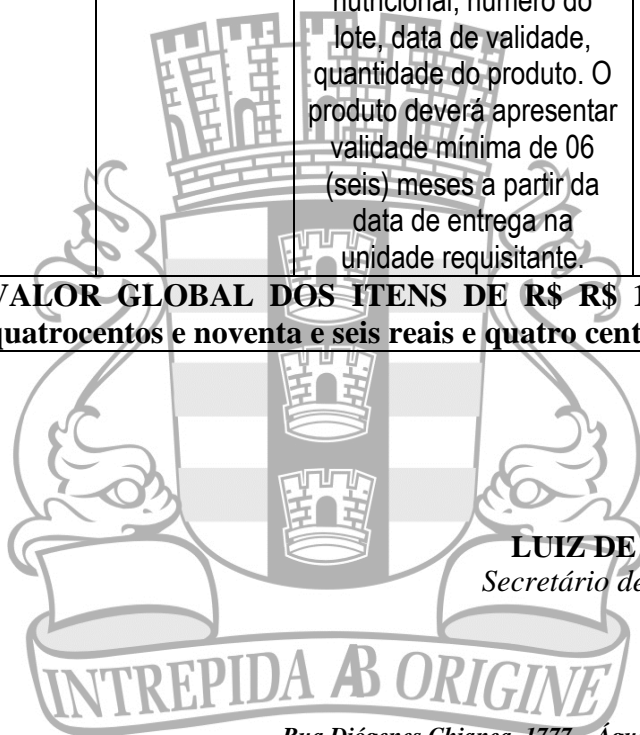 nutricional, número do
lote, data de validade,
quantidade do produto. O
produto deverá apresentar
validade mínima de 06
(seis) meses a partir da
data de entrega na
unidade requisitante.
VALOR GLOBAL DOS ITENS DE R$ R$ 1
quatrocentos e noventa e seis reais e quatro cent
LUIZ DE
Secretário de
INTREPIDA AB ORIGINE
Rua Diógenes Chianca, 1777 – Águ